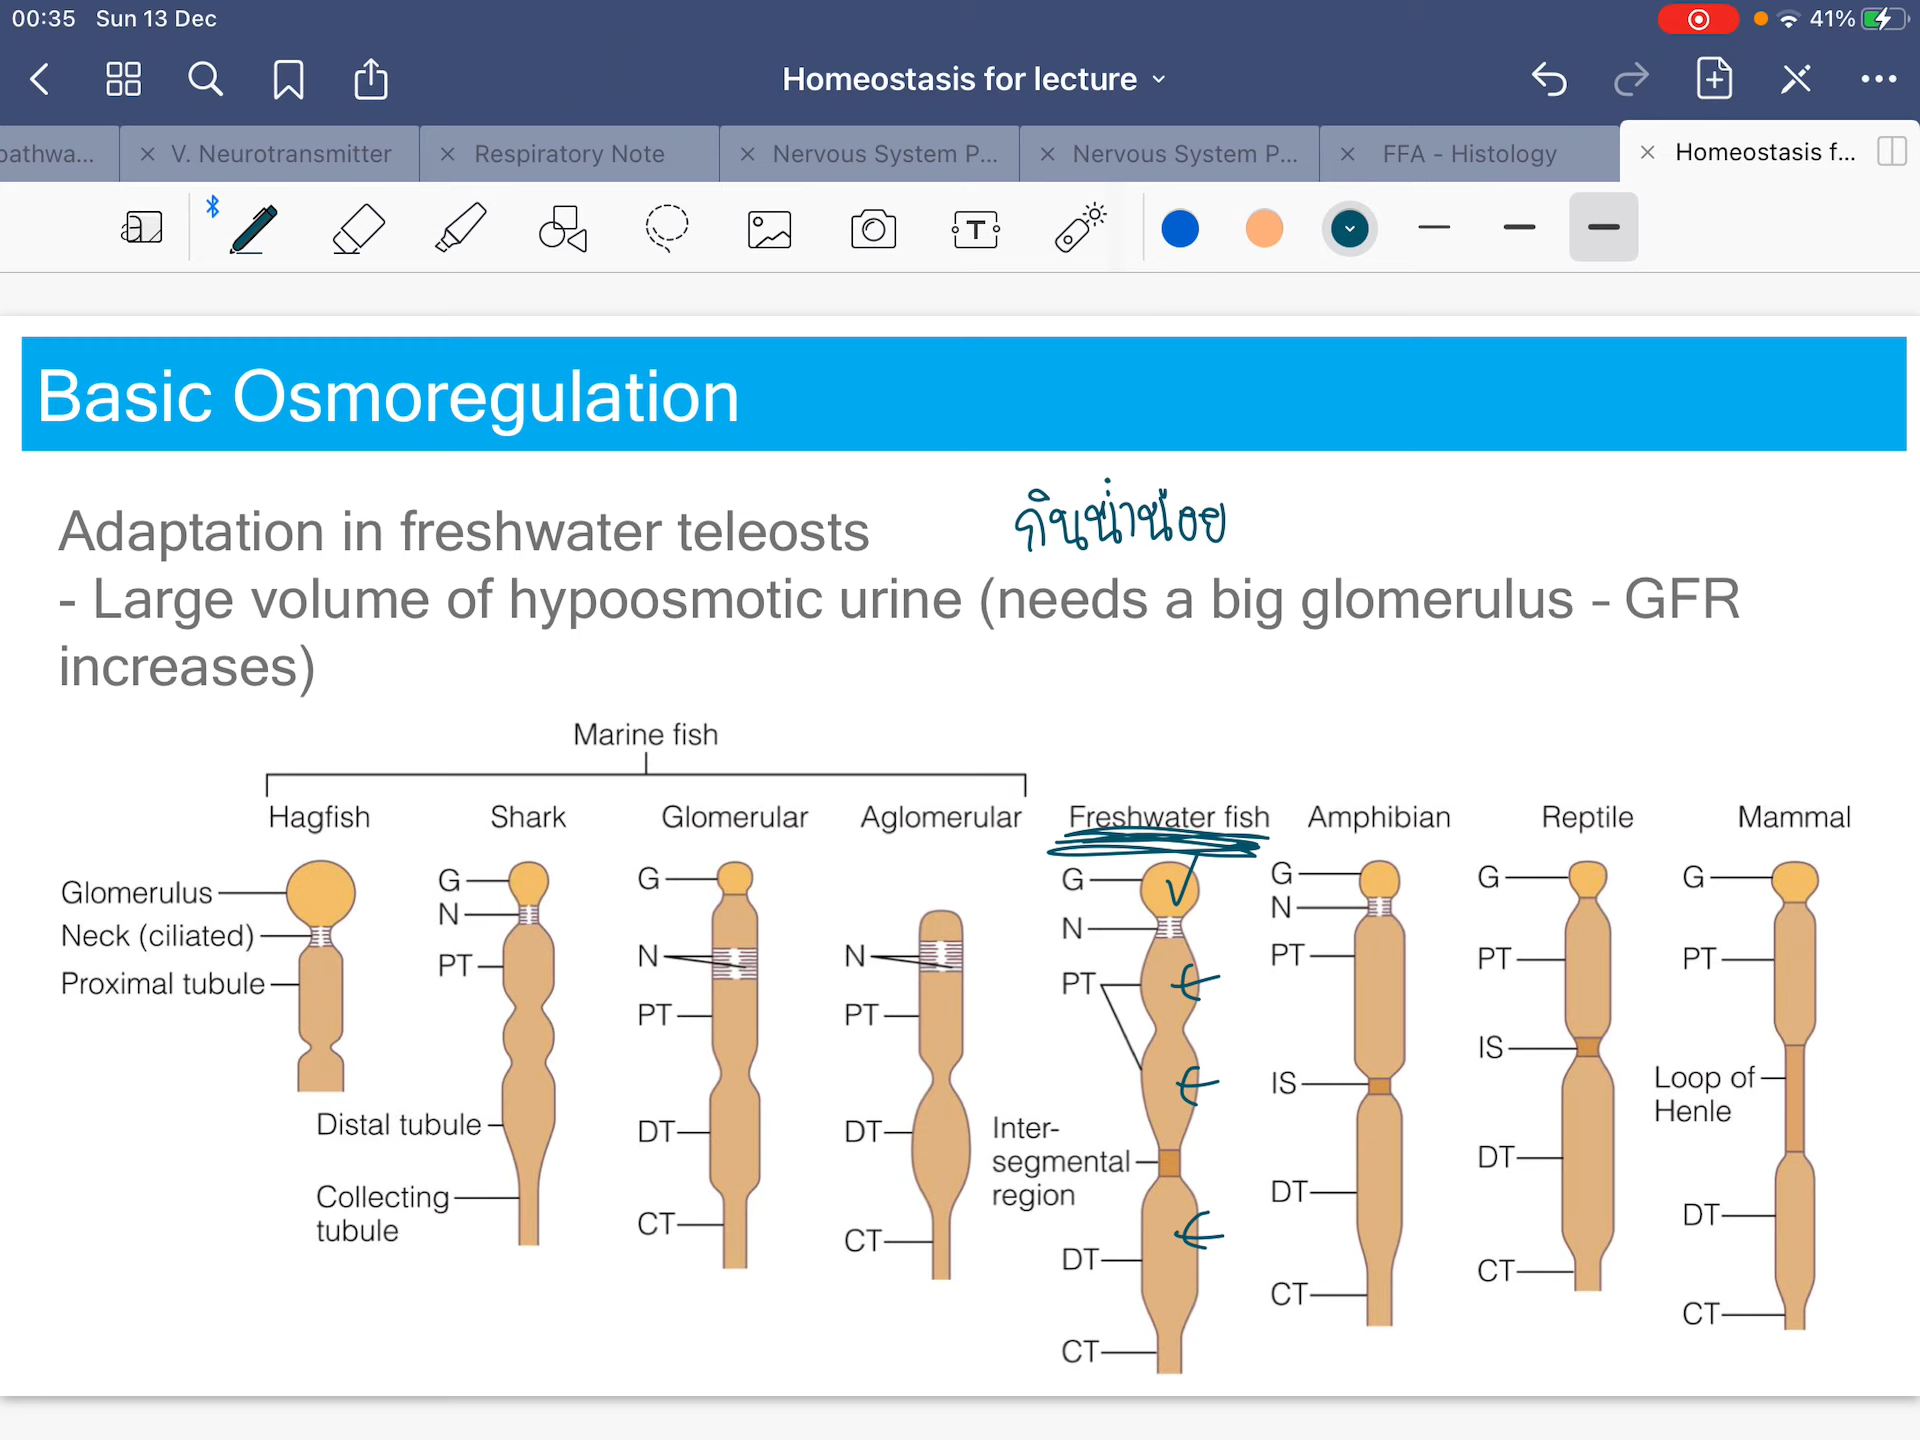 00:35 Sun 13 Dec 41%
Homeostasis for lecture
pathwa... V. Neurotransmitter Respiratory Note Nervous System P... Nervous System P... FFA - Histology Homeostasis f...
Basic Osmoregulation
กินน้ำน้อย
Adaptation in freshwater teleosts
- Large volume of hypoosmotic urine (needs a big glomerulus - GFR
increases)
Marine fish
Hagfish Shark Glomerular Aglomerular Freshwater fish Amphibian Reptile Mammal
Glomerulus
Neck (ciliated)
Proximal tubule
G
N
PT
Distal tubule
Collecting
tubule
G
N
PT
DT
CT
N
PT
DT
CT
G
N
PT
Inter-
segmental
region
DT
CT
G
N
PT
IS
DT
CT
G
PT
IS
DT
CT
G
PT
Loop of
Henle
DT
CT